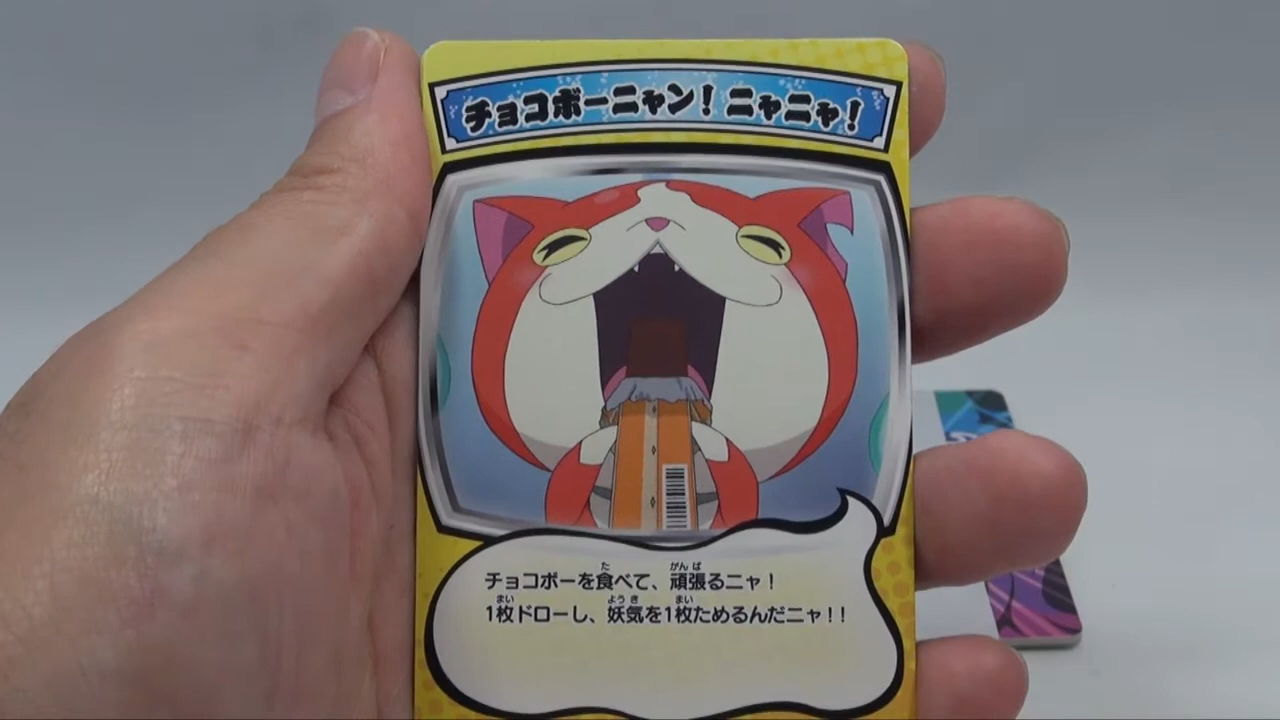 チョコボーニャン！ニャニャ！
チョコボーを食べて、頑張るニャ！
1枚ドローし、妖気を1枚ためるんだニャ！！